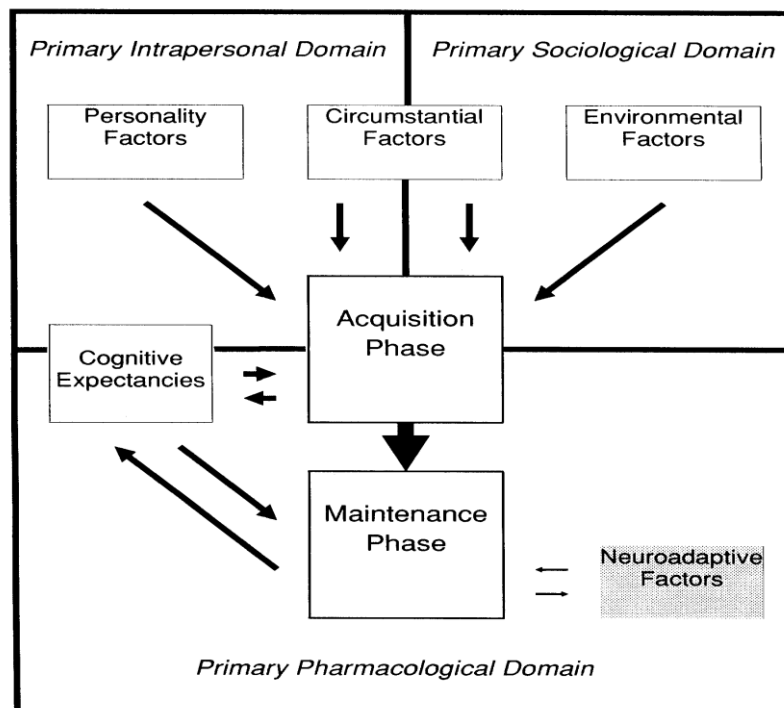 Primary Intrapersonal Domain
Primary Sociological Domain
Personality
Factors
Circumstantial
Factors
Environmental
Factors
Acquisition
Phase
Cognitive
Expectancies
Maintenance
Phase
Neuroadaptive
Factors
Primary Pharmacological Domain